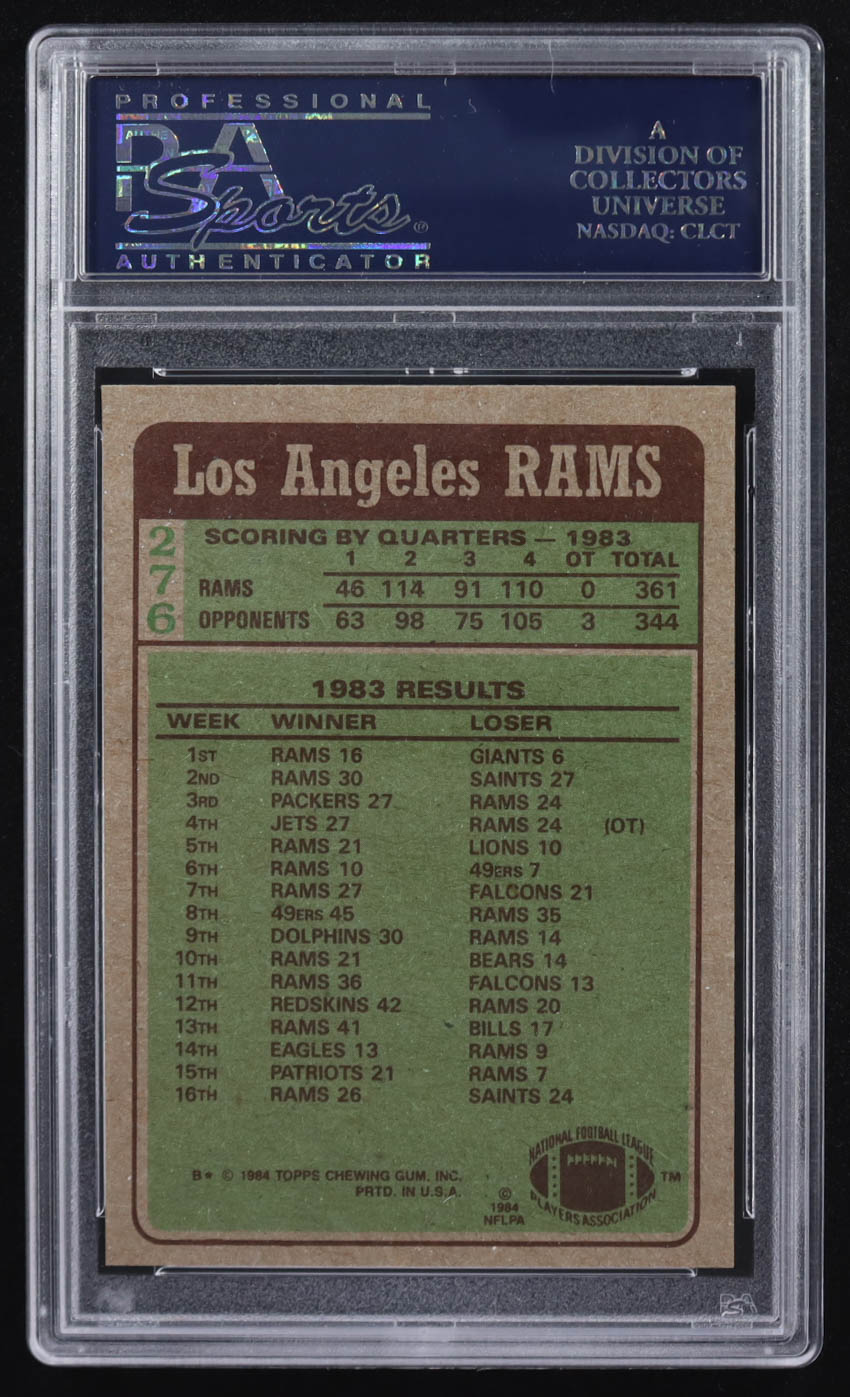 PROFESSIONAL
PSA
Sports®
AUTHENTICATOR
A
DIVISION OF
COLLECTORS
UNIVERSE
NASDAQ: CLCT
Los Angeles RAMS
276
SCORING BY QUARTERS — 1983
1 2 3 4 OT TOTAL
RAMS 46 114 91 110 0 361
OPPONENTS 63 98 75 105 3 344
1983 RESULTS
WEEK WINNER LOSER
1ST RAMS 16 GIANTS 6
2ND RAMS 30 SAINTS 27
3RD PACKERS 27 RAMS 24
4TH JETS 27 RAMS 24 (OT)
5TH RAMS 21 LIONS 10
6TH RAMS 10 49ERS 7
7TH RAMS 27 FALCONS 21
8TH 49ERS 45 RAMS 35
9TH DOLPHINS 30 RAMS 14
10TH RAMS 21 BEARS 14
11TH RAMS 36 FALCONS 13
12TH REDSKINS 42 RAMS 20
13TH RAMS 41 BILLS 17
14TH EAGLES 13 RAMS 9
15TH PATRIOTS 21 RAMS 7
16TH RAMS 26 SAINTS 24
B* © 1984 TOPPS CHEWING GUM, INC.
PRTD. IN U.S.A.
©
1984
NFLPA
NATIONAL FOOTBALL LEAGUE
PLAYERS ASSOCIATION
TM
PSA